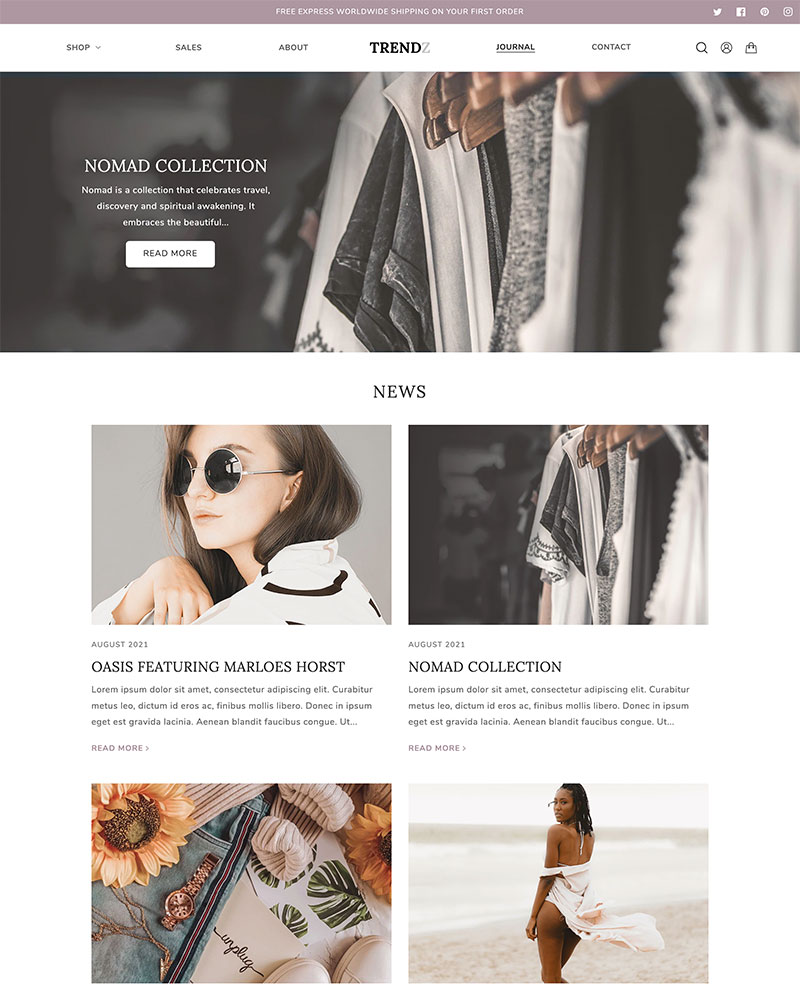 FREE EXPRESS WORLDWIDE SHIPPING ON YOUR FIRST ORDER
SHOP SALES ABOUT TRENDZ JOURNAL CONTACT
NOMAD COLLECTION
Nomad is a collection that celebrates travel,
discovery and spiritual awakening. It
embraces the beautiful...
READ MORE
NEWS
AUGUST 2021
OASIS FEATURING MARLOES HORST
Lorem ipsum dolor sit amet, consectetur adipiscing elit. Curabitur
metus leo, dictum id eros ac, finibus mollis libero. Donec in ipsum
eget est gravida lacinia. Aenean blandit faucibus congue. Ut...
READ MORE >
AUGUST 2021
NOMAD COLLECTION
Lorem ipsum dolor sit amet, consectetur adipiscing elit. Curabitur
metus leo, dictum id eros ac, finibus mollis libero. Donec in ipsum
eget est gravida lacinia. Aenean blandit faucibus congue. Ut...
READ MORE >
unplug